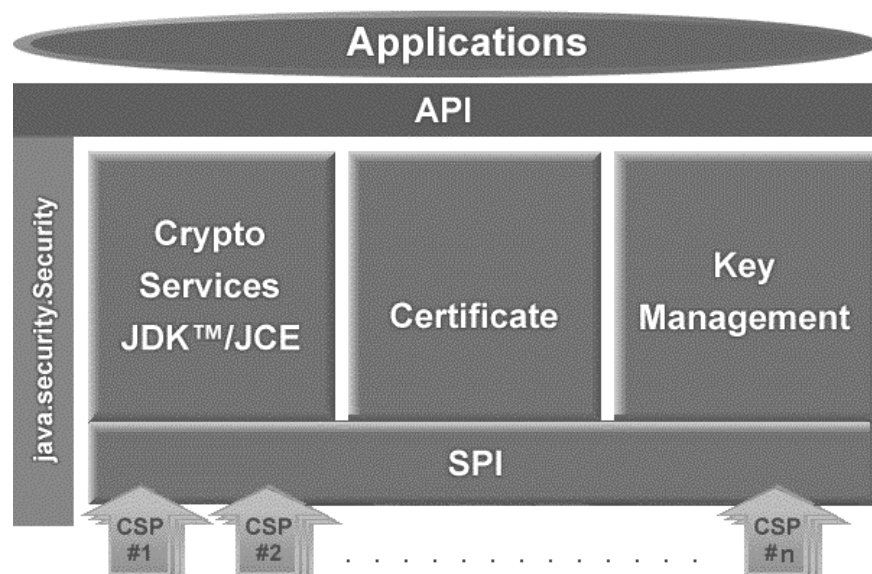 Applications
API
java.security.Security
Crypto
Services
JDK™/JCE
Certificate
Key
Management
SPI
CSP
#1
CSP
#2
. . . . . . . . . . . . .
CSP
#n